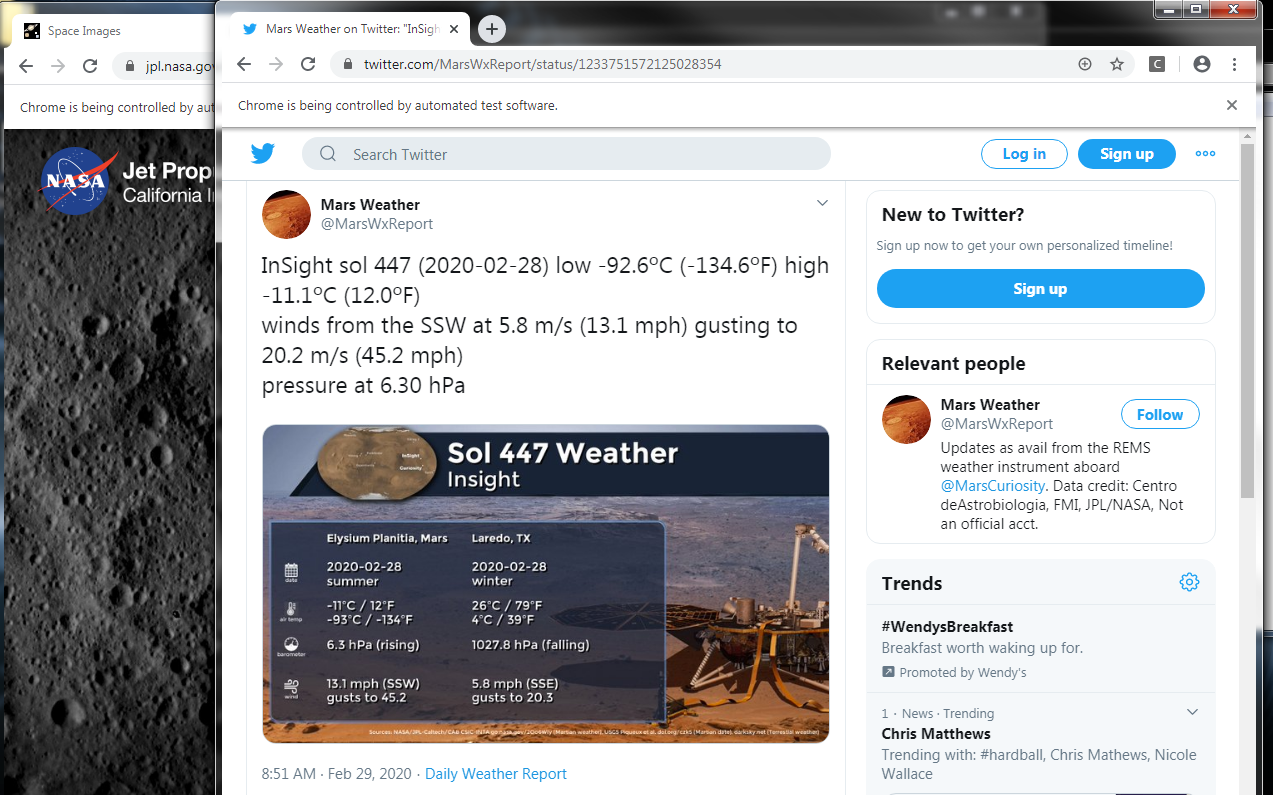 Space Images
jpl.nasa.gov
Chrome is being controlled by aut
NASA
Jet Prop
California I
Mars Weather on Twitter: "InSigh
twitter.com/MarsWxReport/status/1233751572125028354
C
Chrome is being controlled by automated test software.
Search Twitter
Log in
Sign up
Mars Weather
@MarsWxReport
InSight sol 447 (2020-02-28) low -92.6ºC (-134.6ºF) high
-11.1ºC (12.0ºF)
winds from the SSW at 5.8 m/s (13.1 mph) gusting to
20.2 m/s (45.2 mph)
pressure at 6.30 hPa
InSight
Curiosity
Sol 447 Weather
Insight
Elysium Planitia, Mars Laredo, TX
date
2020-02-28 2020-02-28
summer winter
air temp
-11°C / 12°F 26°C / 79°F
-93°C / -134°F 4°C / 39°F
barometer
6.3 hPa (rising) 1027.8 hPa (falling)
wind
13.1 mph (SSW) 5.8 mph (SSE)
gusts to 45.2 gusts to 20.3
8:51 AM · Feb 29, 2020 · Daily Weather Report
New to Twitter?
Sign up now to get your own personalized timeline!
Sign up
Relevant people
Mars Weather
@MarsWxReport
Follow
Updates as avail from the REMS
weather instrument aboard
@MarsCuriosity. Data credit: Centro
deAstrobiologia, FMI, JPL/NASA, Not
an official acct.
Trends
#WendysBreakfast
Breakfast worth waking up for.
Promoted by Wendy's
1 · News · Trending
Chris Matthews
Trending with: #hardball, Chris Mathews, Nicole
Wallace